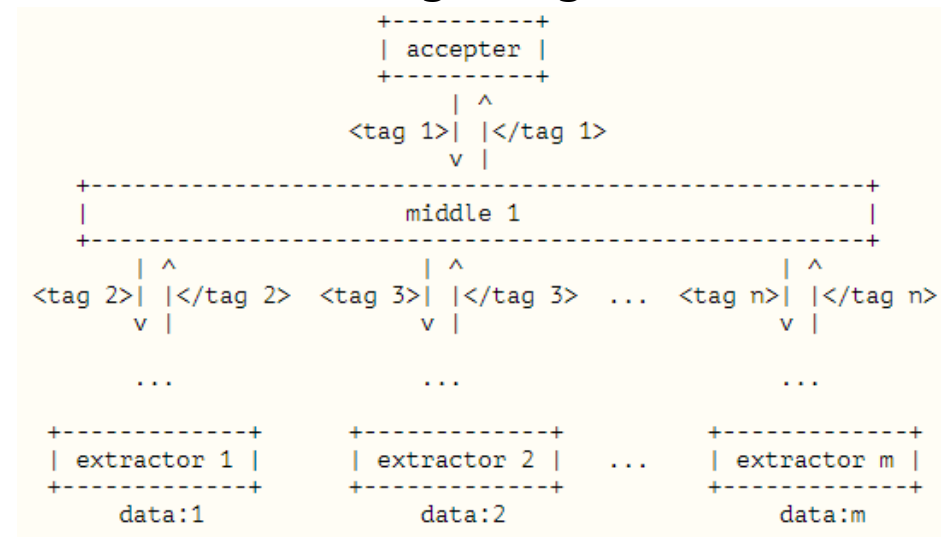 +----------+
| accepter |
+----------+
| ^
<tag 1>| |</tag 1>
v |
+------------------------------------------------------+
| middle 1 |
+------------------------------------------------------+
| ^ | ^ | ^
<tag 2>| |</tag 2> <tag 3>| |</tag 3> ... <tag n>| |</tag n>
v | v | v |
... ... ...
+-------------+ +-------------+ +-------------+
| extractor 1 | | extractor 2 | ... | extractor m |
+-------------+ +-------------+ +-------------+
data:1 data:2 data:m